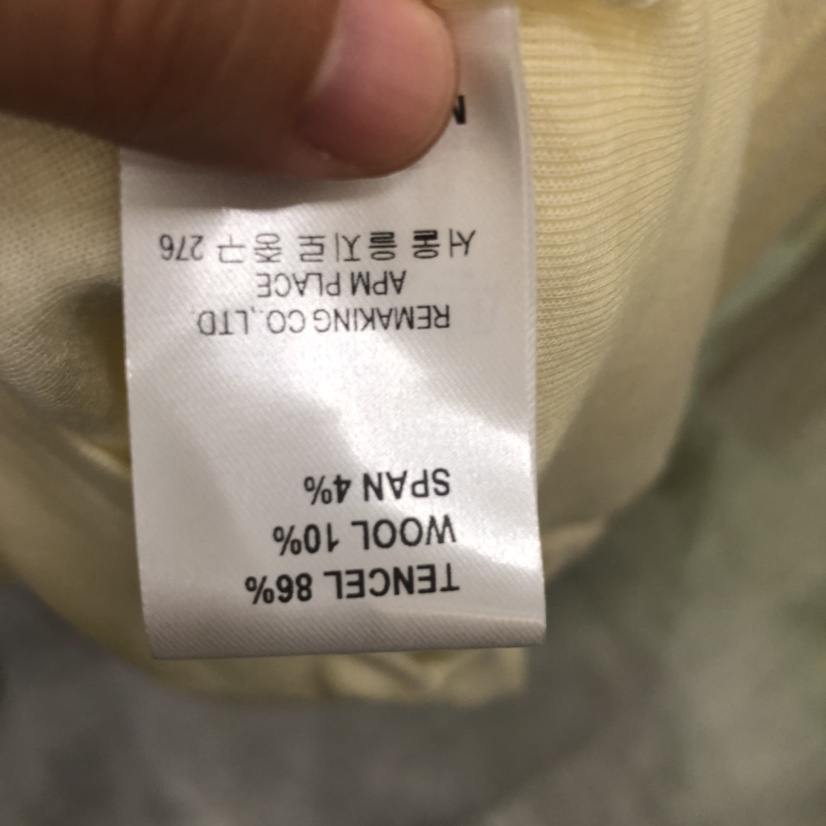 TENCEL 86%
WOOL 10%
SPAN 4%
REMAKING CO.,LTD.
APM PLACE
서울 을지로 중구 276